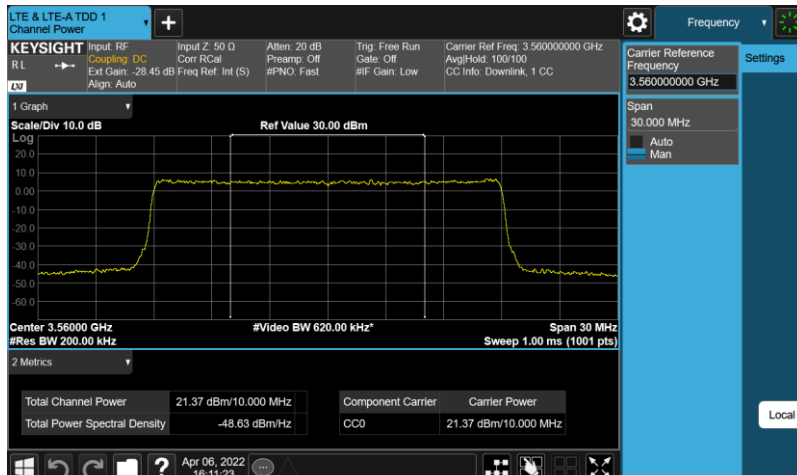 LTE & LTE-A TDD 1
Channel Power
Frequency
KEYSIGHT
RL
LXI
Input: RF
Coupling: DC
Ext Gain: -28.45 dB
Align: Auto
Input Z: 50 Ω
Corr RCal
Freq Ref: Int (S)
Atten: 20 dB
Preamp: Off
#PNO: Fast
Trig: Free Run
Gate: Off
#IF Gain: Low
Carrier Ref Freq: 3.560000000 GHz
Avg|Hold: 100/100
CC Info: Downlink, 1 CC
Carrier Reference
Frequency
3.560000000 GHz
Span
30.000 MHz
Auto
Man
Settings
1 Graph
Scale/Div 10.0 dB
Ref Value 30.00 dBm
Log
20.0
10.0
0.00
-10.0
-20.0
-30.0
-40.0
-50.0
-60.0
Center 3.56000 GHz
#Video BW 620.00 kHz*
Span 30 MHz
#Res BW 200.00 kHz
Sweep 1.00 ms (1001 pts)
2 Metrics
Total Channel Power 21.37 dBm/10.000 MHz
Total Power Spectral Density -48.63 dBm/Hz
Component Carrier Carrier Power
CC0 21.37 dBm/10.000 MHz
Local
?
Apr 06, 2022
16:11:23